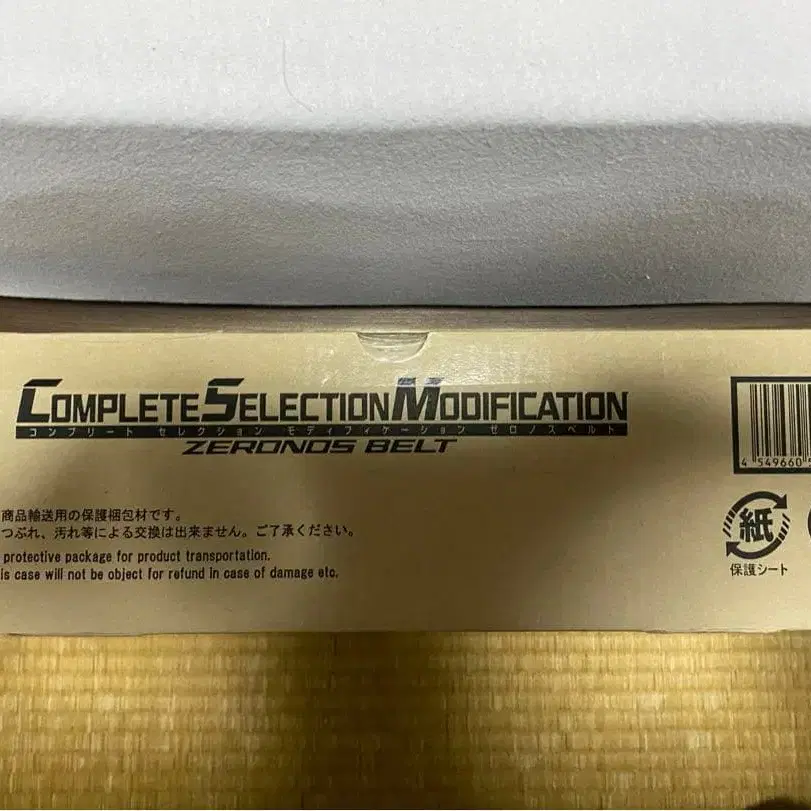 COMPLETE SELECTION MODIFICATION
コンプリート セレクション モディフィケーション ゼロノスベルト
ZERONOS BELT
商品輸送用の保護梱包材です。
つぶれ、汚れ等による交換は出来ません。ご了承ください。
protective package for product transportation.
is case will not be object for refund in case of damage etc.
4 549660
紙
保護シート